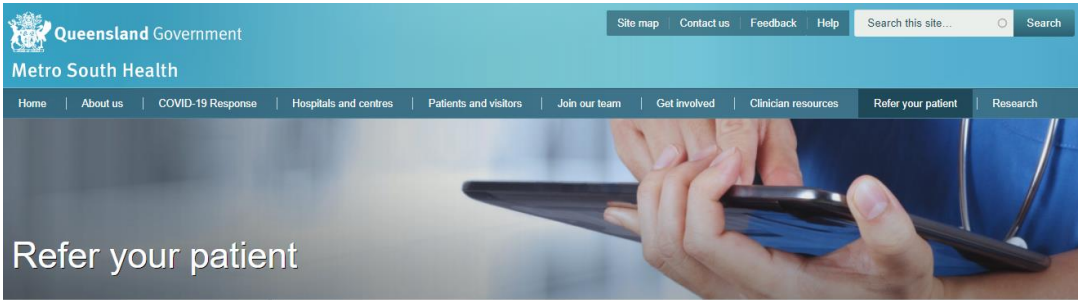 Site map Contact us Feedback Help Search this site... Search
Queensland Government
Metro South Health
Home About us COVID-19 Response Hospitals and centres Patients and visitors Join our team Get involved Clinician resources Refer your patient Research
Refer your patient